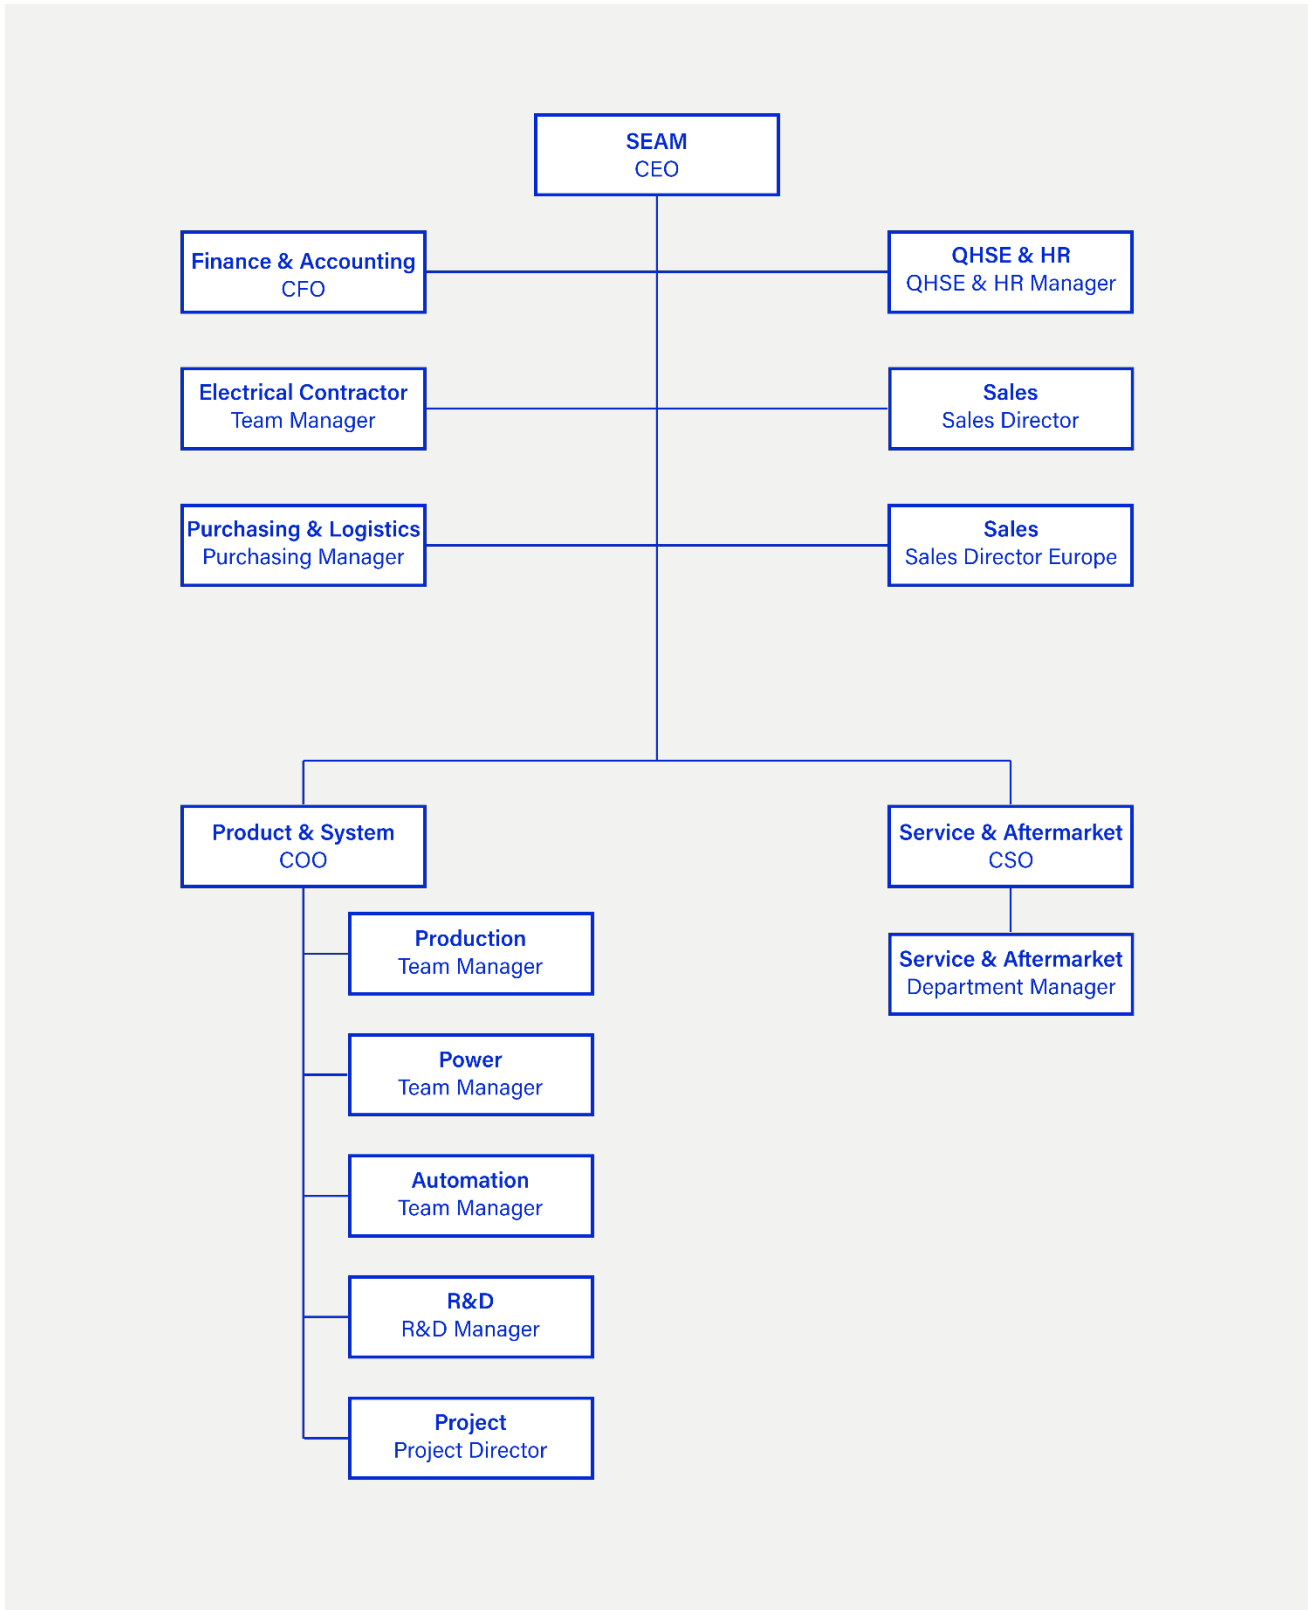 SEAM
CEO
Finance & Accounting
CFO
QHSE & HR
QHSE & HR Manager
Electrical Contractor
Team Manager
Sales
Sales Director
Purchasing & Logistics
Purchasing Manager
Sales
Sales Director Europe
Product & System
COO
Service & Aftermarket
CSO
Production
Team Manager
Service & Aftermarket
Department Manager
Power
Team Manager
Automation
Team Manager
R&D
R&D Manager
Project
Project Director